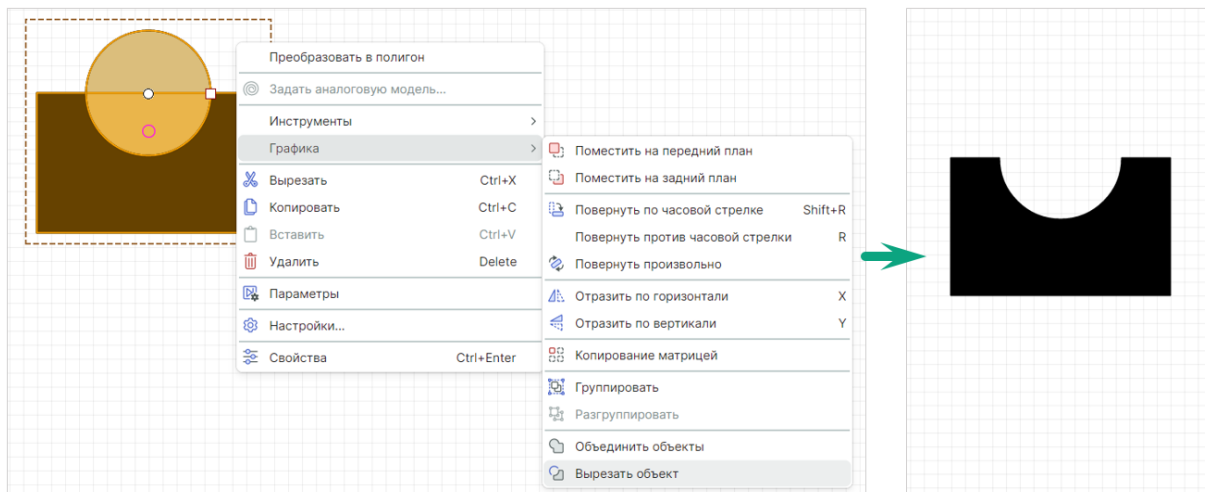 Преобразовать в полигон
Задать аналоговую модель...
Инструменты
Графика
Вырезать Ctrl+X
Копировать Ctrl+C
Вставить Ctrl+V
Удалить Delete
Параметры
Настройки...
Свойства Ctrl+Enter
Поместить на передний план
Поместить на задний план
Повернуть по часовой стрелке Shift+R
Повернуть против часовой стрелки R
Повернуть произвольно
Отразить по горизонтали X
Отразить по вертикали Y
Копирование матрицей
Группировать
Разгруппировать
Объединить объекты
Вырезать объект